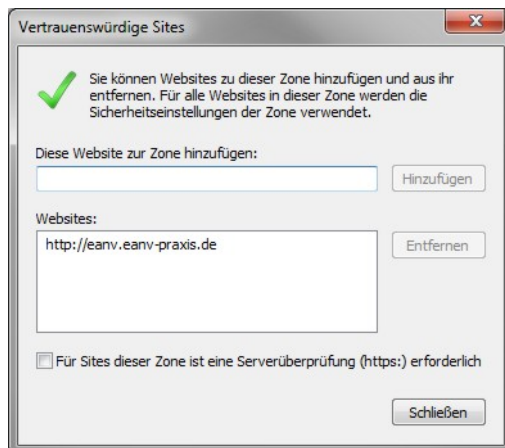 Vertrauenswürdige Sites
Sie können Websites zu dieser Zone hinzufügen und aus ihr
entfernen. Für alle Websites in dieser Zone werden die
Sicherheitseinstellungen der Zone verwendet.
Diese Website zur Zone hinzufügen:
Hinzufügen
Websites:
http://eanv.eanv-praxis.de
Entfernen
Für Sites dieser Zone ist eine Serverüberprüfung (https:) erforderlich
Schließen